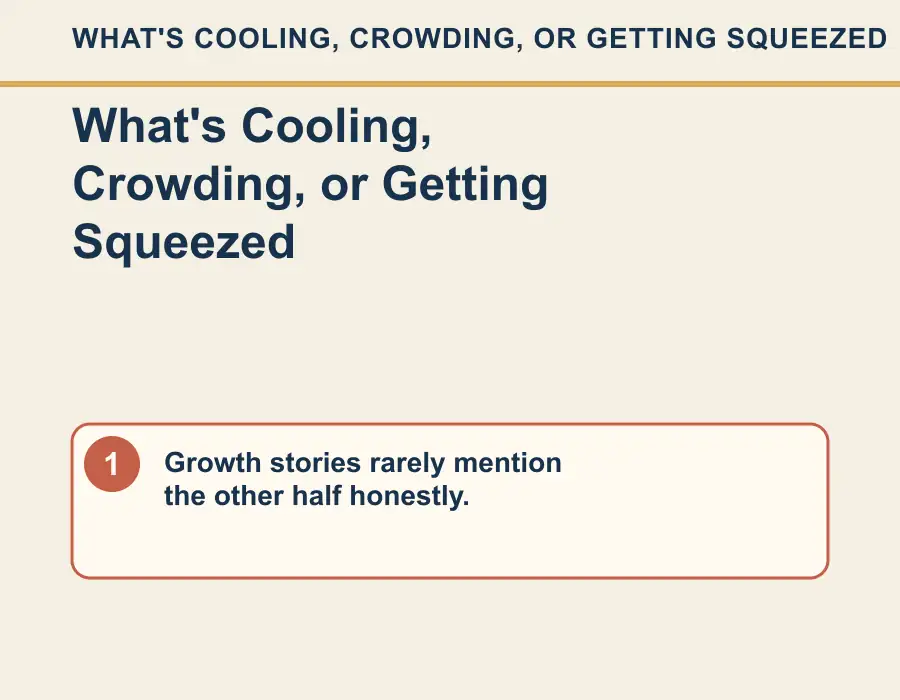 WHAT'S COOLING, CROWDING, OR GETTING SQUEEZED
What's Cooling,
Crowding, or Getting
Squeezed
1
Growth stories rarely mention
the other half honestly.